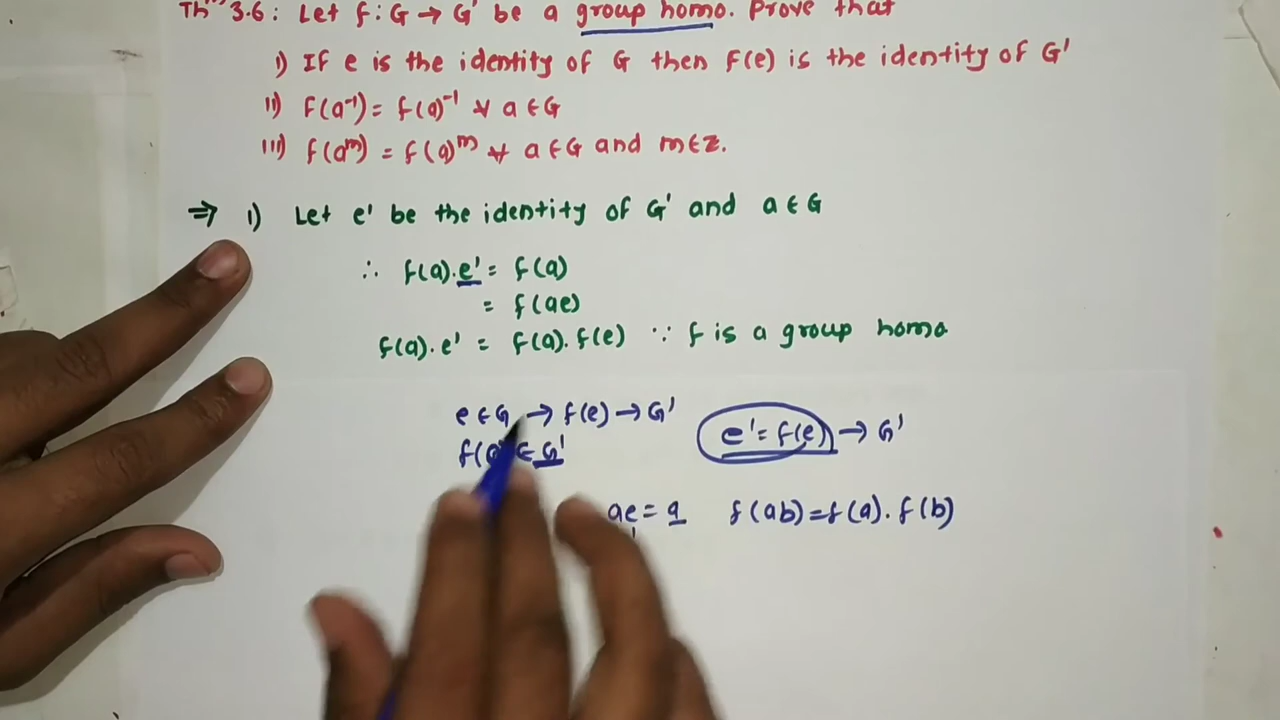 Thm 3.6: Let f: G → G' be a group homo. Prove that
i) If e is the identity of G then f(e) is the identity of G'
ii) f(a⁻¹) = f(a)⁻¹ ∀ a ∈ G
iii) f(aᵐ) = f(a)ᵐ ∀ a ∈ G and m ∈ Z.
⇒ i) Let e' be the identity of G' and a ∈ G
∴ f(a).e' = f(a)
= f(ae)
f(a).e' = f(a).f(e) ∵ f is a group homo
e ∈ G → f(e) → G' e' = f(e) → G'
∈ G'
ae = a f(ab) = f(a).f(b)